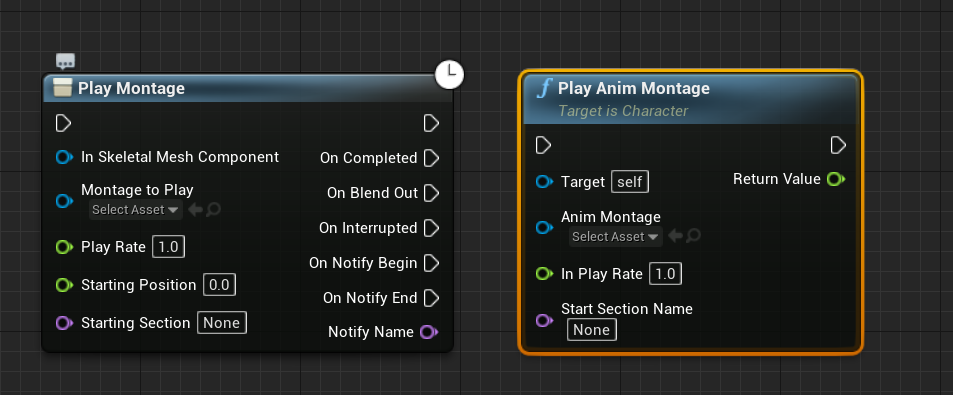 Play Montage
In Skeletal Mesh Component
On Completed
Montage to Play
Select Asset
On Blend Out
On Interrupted
Play Rate 1.0
On Notify Begin
Starting Position 0.0
On Notify End
Starting Section None
Notify Name
f Play Anim Montage
Target is Character
Target self
Return Value
Anim Montage
Select Asset
In Play Rate 1.0
Start Section Name
None